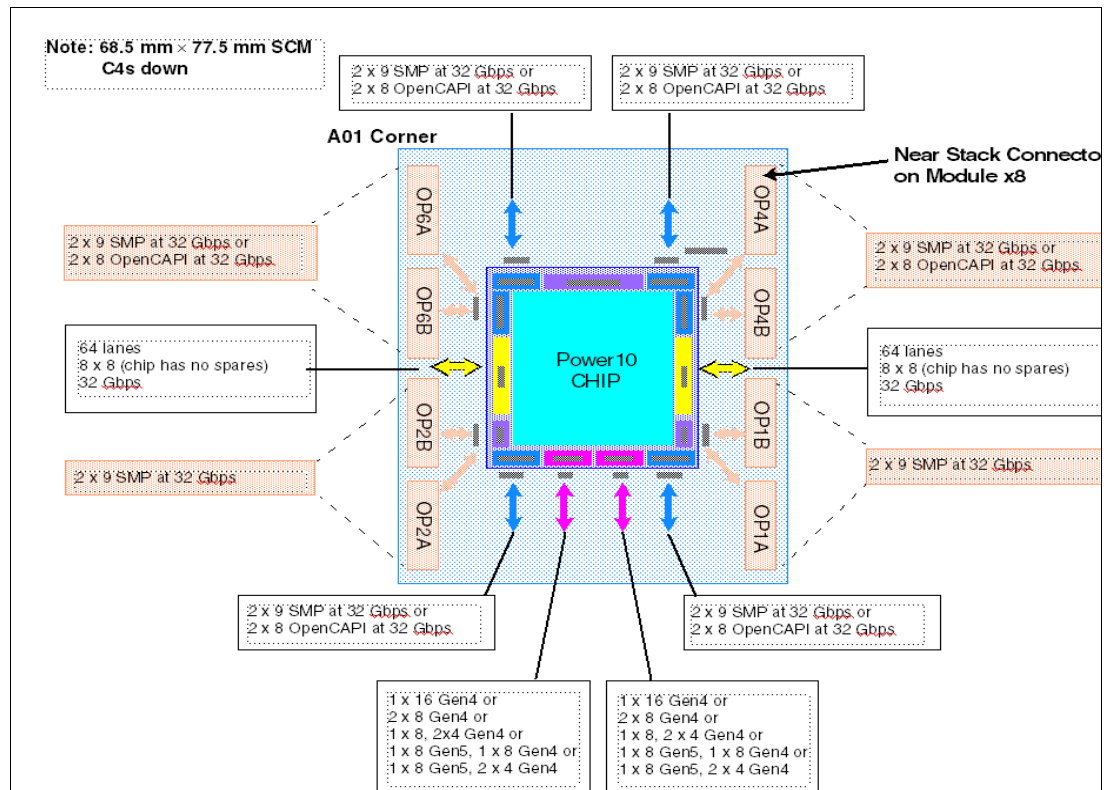 Note: 68.5 mm × 77.5 mm SCM
C4s down
2 x 9 SMP at 32 Gbps or
2 x 8 OpenCAPI at 32 Gbps
2 x 9 SMP at 32 Gbps or
2 x 8 OpenCAPI at 32 Gbps
A01 Corner
Near Stack Connecto
on Module x8
OP6A
OP4A
2 x 9 SMP at 32 Gbps or
2 x 8 OpenCAPI at 32 Gbps
2 x 9 SMP at 32 Gbps or
2 x 8 OpenCAPI at 32 Gbps
OP6B
OP4B
64 lanes
8 x 8 (chip has no spares)
32 Gbps
Power10
CHIP
64 lanes
8 x 8 (chip has no spares)
32 Gbps
OP2B
OP1B
2 x 9 SMP at 32 Gbps
2 x 9 SMP at 32 Gbps
OP2A
OP1A
2 x 9 SMP at 32 Gbps or
2 x 8 OpenCAPI at 32 Gbps
2 x 9 SMP at 32 Gbps or
2 x 8 OpenCAPI at 32 Gbps
1 x 16 Gen4 or
2 x 8 Gen4 or
1 x 8, 2x4 Gen4 or
1 x 8 Gen5, 1 x 8 Gen4 or
1 x 8 Gen5, 2 x 4 Gen4
1 x 16 Gen4 or
2 x 8 Gen4 or
1 x 8, 2 x 4 Gen4 or
1 x 8 Gen5, 1 x 8 Gen4 or
1 x 8 Gen5, 2 x 4 Gen4